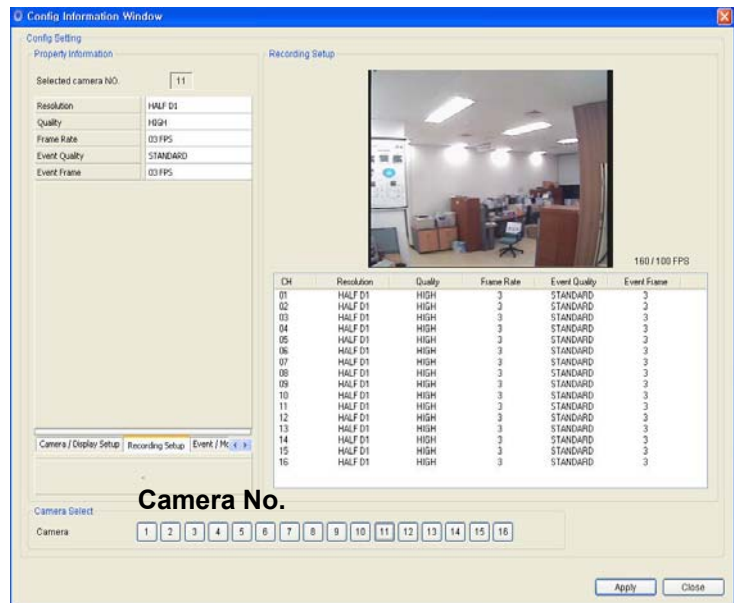 Config Information Window
Config Setting
Property Information
Selected camera NO. 11
Resolution HALF D1
Quality HIGH
Frame Rate 03 FPS
Event Quality STANDARD
Event Frame 03 FPS
Camera / Display Setup Recording Setup Event / Mc
Recording Setup
160 / 100 FPS
CH Resolution Quality Frame Rate Event Quality Event Frame
01 HALF D1 HIGH 3 STANDARD 3
02 HALF D1 HIGH 3 STANDARD 3
03 HALF D1 HIGH 3 STANDARD 3
04 HALF D1 HIGH 3 STANDARD 3
05 HALF D1 HIGH 3 STANDARD 3
06 HALF D1 HIGH 3 STANDARD 3
07 HALF D1 HIGH 3 STANDARD 3
08 HALF D1 HIGH 3 STANDARD 3
09 HALF D1 HIGH 3 STANDARD 3
10 HALF D1 HIGH 3 STANDARD 3
11 HALF D1 HIGH 3 STANDARD 3
12 HALF D1 HIGH 3 STANDARD 3
13 HALF D1 HIGH 3 STANDARD 3
14 HALF D1 HIGH 3 STANDARD 3
15 HALF D1 HIGH 3 STANDARD 3
16 HALF D1 HIGH 3 STANDARD 3
Camera No.
Camera Select
Camera 1 2 3 4 5 6 7 8 9 10 11 12 13 14 15 16
Apply Close